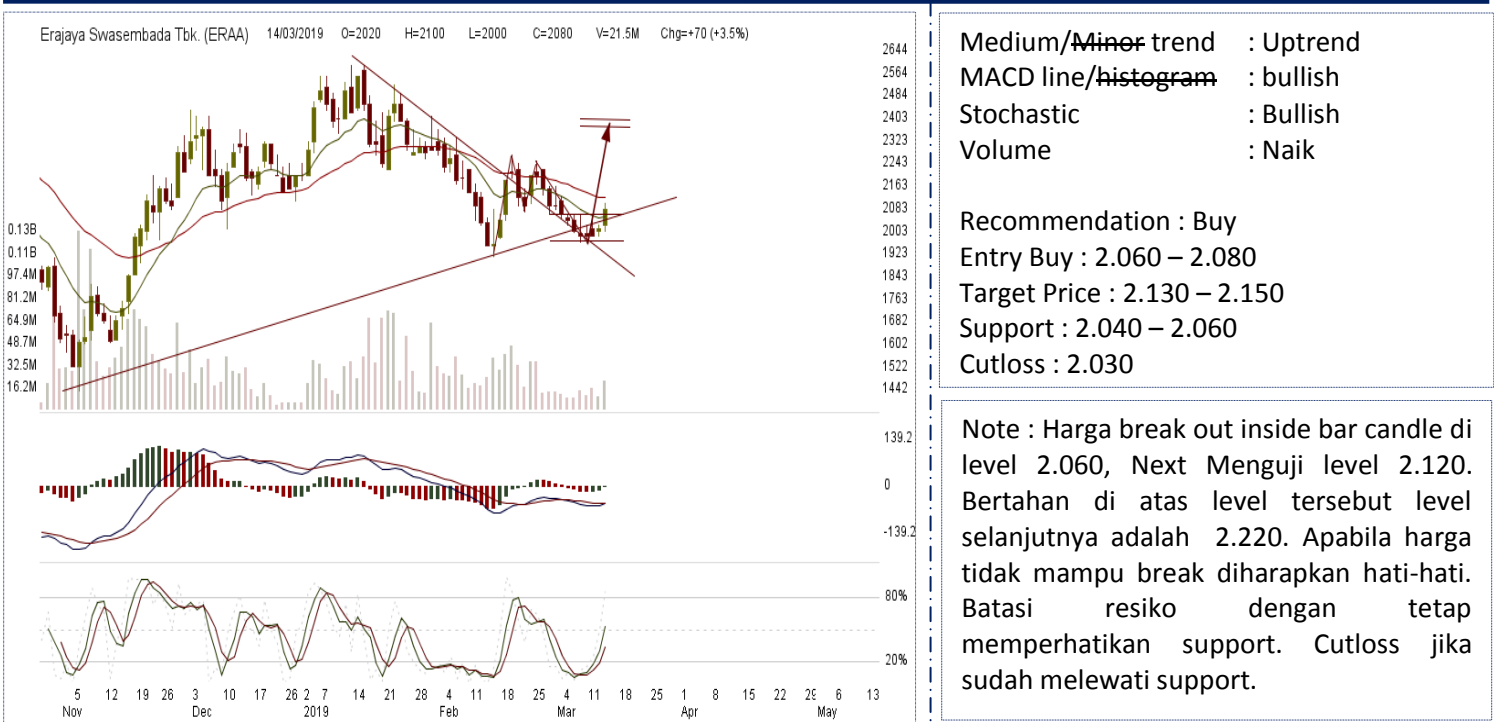 Erajaya Swasembada Tbk. (ERAA) 14/03/2019 O=2020 H=2100 L=2000 C=2080 V=21.5M Chg=+70 (+3.5%)
2644
2564
2484
2403
2323
2243
2163
2083
2003
1923
1843
1763
1682
1602
1522
1442
0.13B
0.11B
97.4M
81.2M
64.9M
48.7M
32.5M
16.2M
139.2
0
-139.2
80%
20%
5 12 19 26 3 10 17 26 2 7 14 21 28 4 11 18 25 4 11 18 25 1 8 15 22 29 6 13
Nov Dec 2019 Feb Mar Apr May
Medium/Minor trend : Uptrend
MACD line/histogram : bullish
Stochastic : Bullish
Volume : Naik
Recommendation : Buy
Entry Buy : 2.060 – 2.080
Target Price : 2.130 – 2.150
Support : 2.040 – 2.060
Cutloss : 2.030
Note : Harga break out inside bar candle di
level 2.060, Next Menguji level 2.120.
Bertahan di atas level tersebut level
selanjutnya adalah 2.220. Apabila harga
tidak mampu break diharapkan hati-hati.
Batasi resiko dengan tetap
memperhatikan support. Cutloss jika
sudah melewati support.